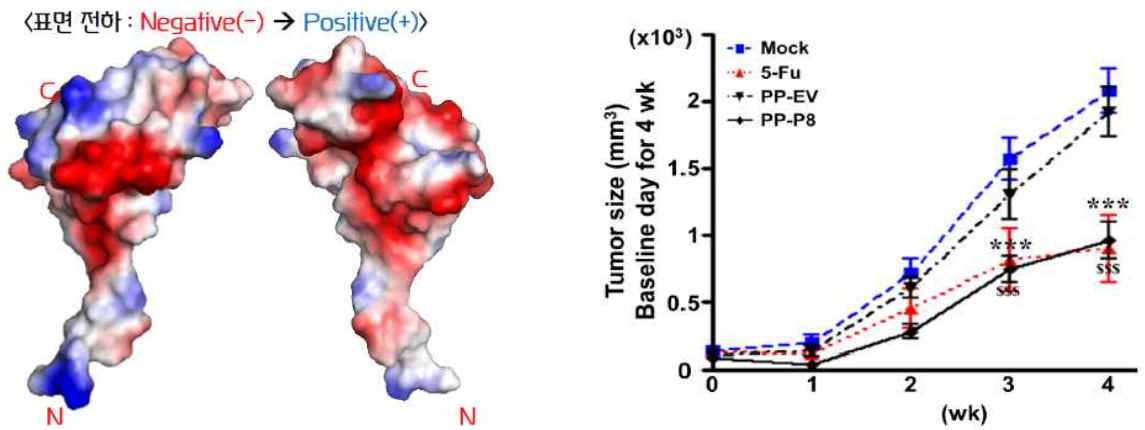 <표면 전하 : Negative(-) → Positive(+)>
C
C
N
N
(x10³)
Mock
5-Fu
PP-EV
PP-P8
Tumor size (mm³)
Baseline day for 4 wk
2
1.5
1
0.5
0
***
***
$$$
$$$
0 1 2 3 4
(wk)